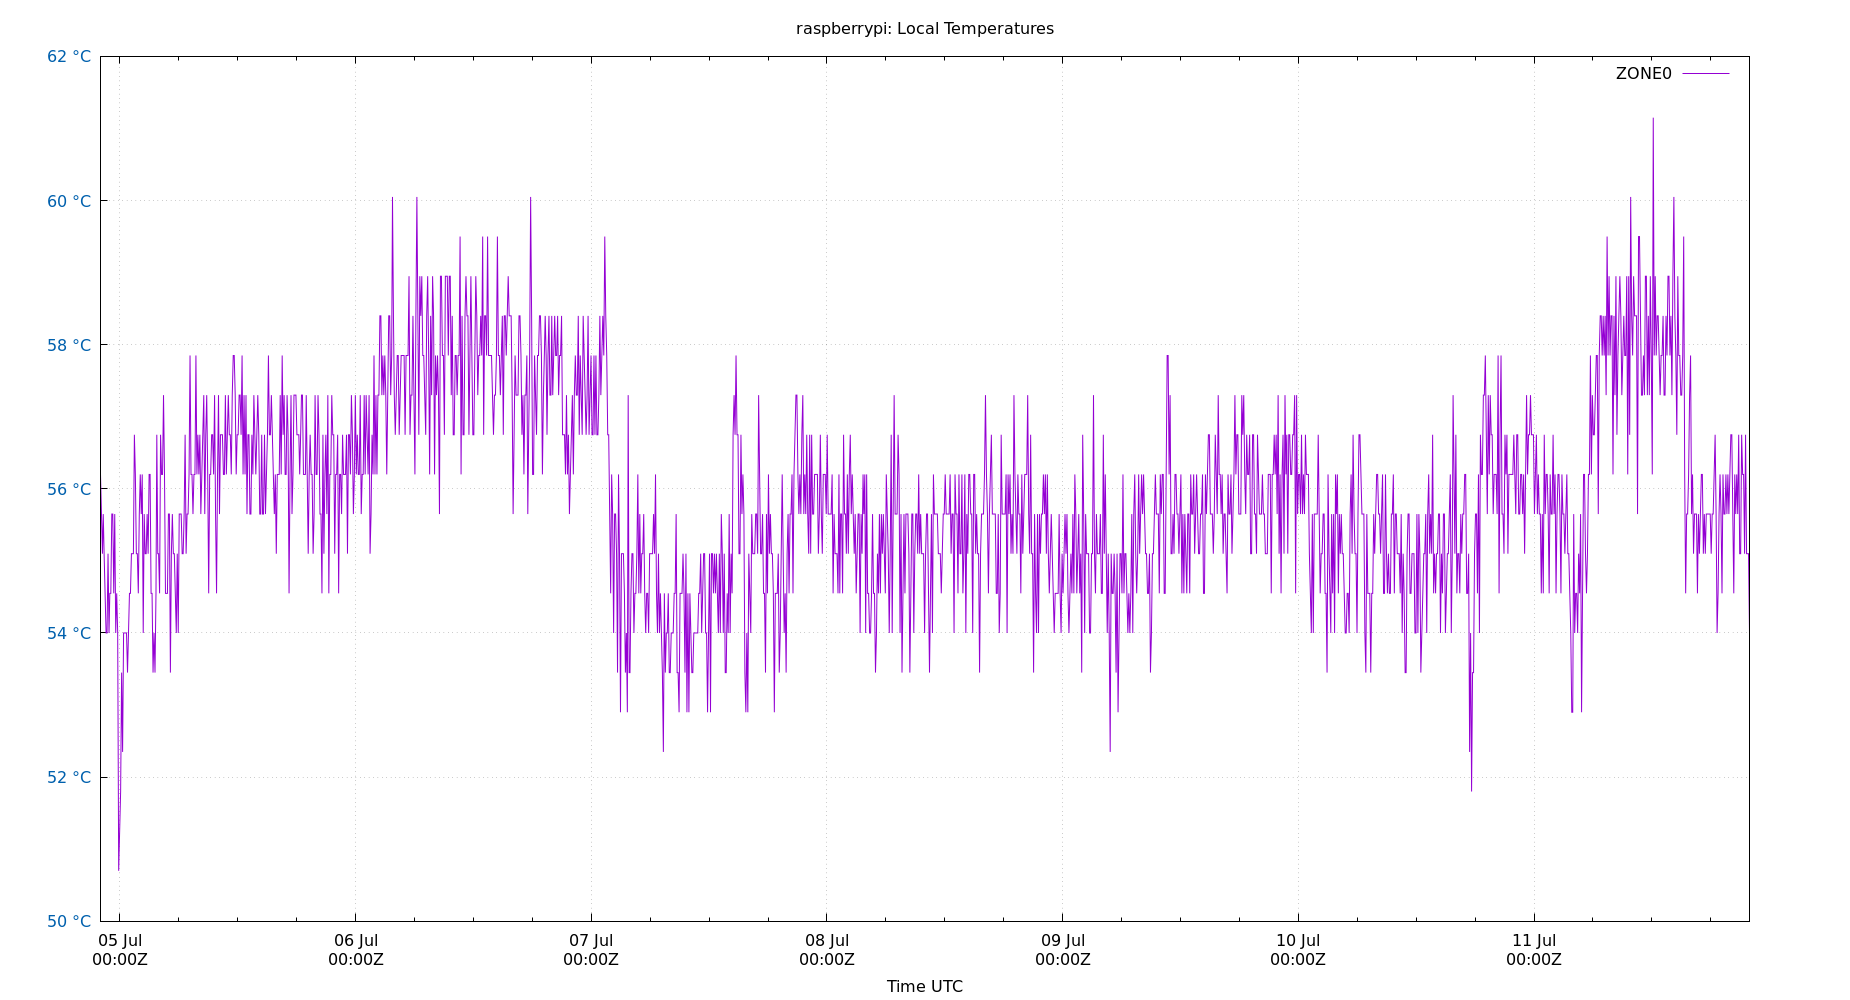 raspberrypi: Local Temperatures
62 °C
ZONE0
60 °C
58 °C
56 °C
54 °C
52 °C
50 °C
05 Jul 06 Jul 07 Jul 08 Jul 09 Jul 10 Jul 11 Jul
00:00Z 00:00Z 00:00Z 00:00Z 00:00Z 00:00Z 00:00Z
Time UTC